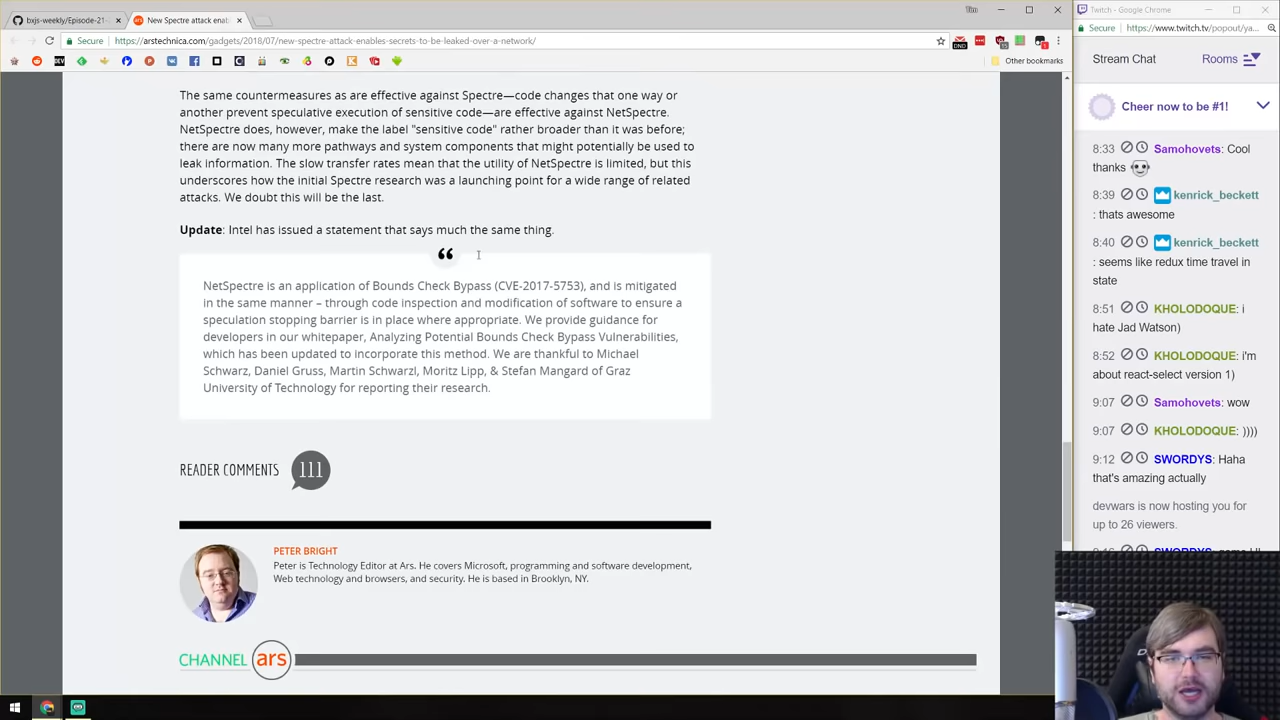 bxjs-weekly/Episode-21-
New Spectre attack enab
Tim
Secure
https://arstechnica.com/gadgets/2018/07/new-spectre-attack-enables-secrets-to-be-leaked-over-a-network/
Other bookmarks
The same countermeasures as are effective against Spectre—code changes that one way or
another prevent speculative execution of sensitive code—are effective against NetSpectre.
NetSpectre does, however, make the label "sensitive code" rather broader than it was before;
there are now many more pathways and system components that might potentially be used to
leak information. The slow transfer rates mean that the utility of NetSpectre is limited, but this
underscores how the initial Spectre research was a launching point for a wide range of related
attacks. We doubt this will be the last.
Update: Intel has issued a statement that says much the same thing.
“
NetSpectre is an application of Bounds Check Bypass (CVE-2017-5753), and is mitigated
in the same manner – through code inspection and modification of software to ensure a
speculation stopping barrier is in place where appropriate. We provide guidance for
developers in our whitepaper, Analyzing Potential Bounds Check Bypass Vulnerabilities,
which has been updated to incorporate this method. We are thankful to Michael
Schwarz, Daniel Gruss, Martin Schwarzl, Moritz Lipp, & Stefan Mangard of Graz
University of Technology for reporting their research.
READER COMMENTS 111
PETER BRIGHT
Peter is Technology Editor at Ars. He covers Microsoft, programming and software development,
Web technology and browsers, and security. He is based in Brooklyn, NY.
CHANNEL ars
Twitch - Google Chrome
Secure
https://www.twitch.tv/popout/ya...
Stream Chat
Rooms
Cheer now to be #1!
8:33 Samohovets: Cool
thanks
8:39 kenrick_beckett
: thats awesome
8:40 kenrick_beckett
: seems like redux time travel in
state
8:51 KHOLODOQUE: i
hate Jad Watson)
8:52 KHOLODOQUE: i'm
about react-select version 1)
9:07 Samohovets: wow
9:07 KHOLODOQUE: ))))
9:12 SWORDYS: Haha
that's amazing actually
devwars is now hosting you for
up to 26 viewers.